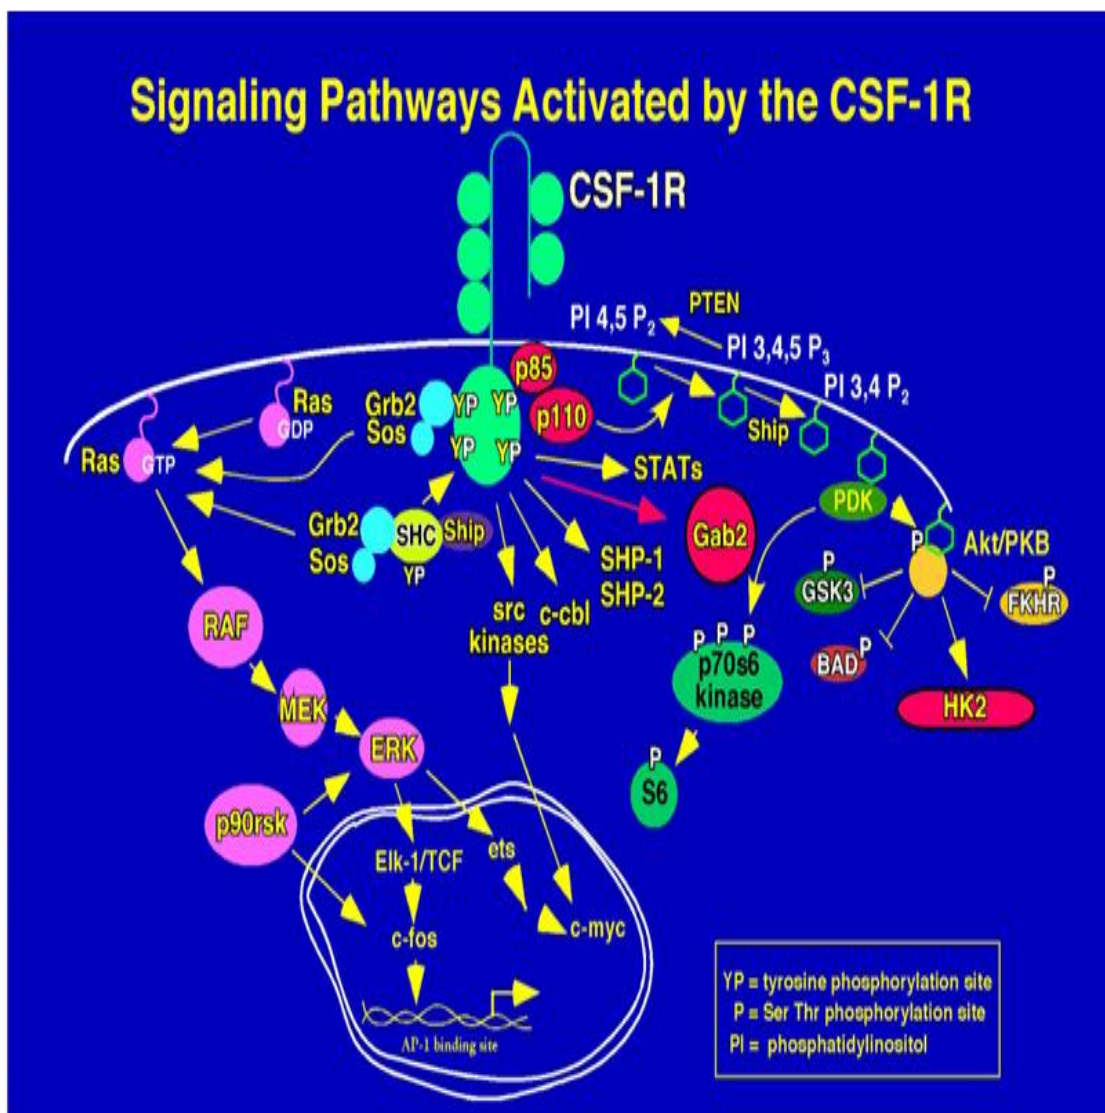 Signaling Pathways Activated by the CSF-1R
CSF-1R
PTEN
PI 4,5 P2
PI 3,4,5 P3
PI 3,4 P2
p85
p110
Ship
Grb2
Sos
YP YP
YP YP
Ras
GDP
Ras
GTP
STATs
PDK
Grb2
Sos
SHC
Ship
YP
Gab2
P
Akt/PKB
SHP-1
SHP-2
P
GSK3
P
FKHR
src
kinases
c-cbl
RAF
P P P
p70s6
kinase
P
BAD
HK2
MEK
ERK
P
S6
p90rsk
Elk-1/TCF
ets
c-fos
c-myc
AP-1 binding site
YP = tyrosine phosphorylation site
P = Ser Thr phosphorylation site
PI = phosphatidylinositol